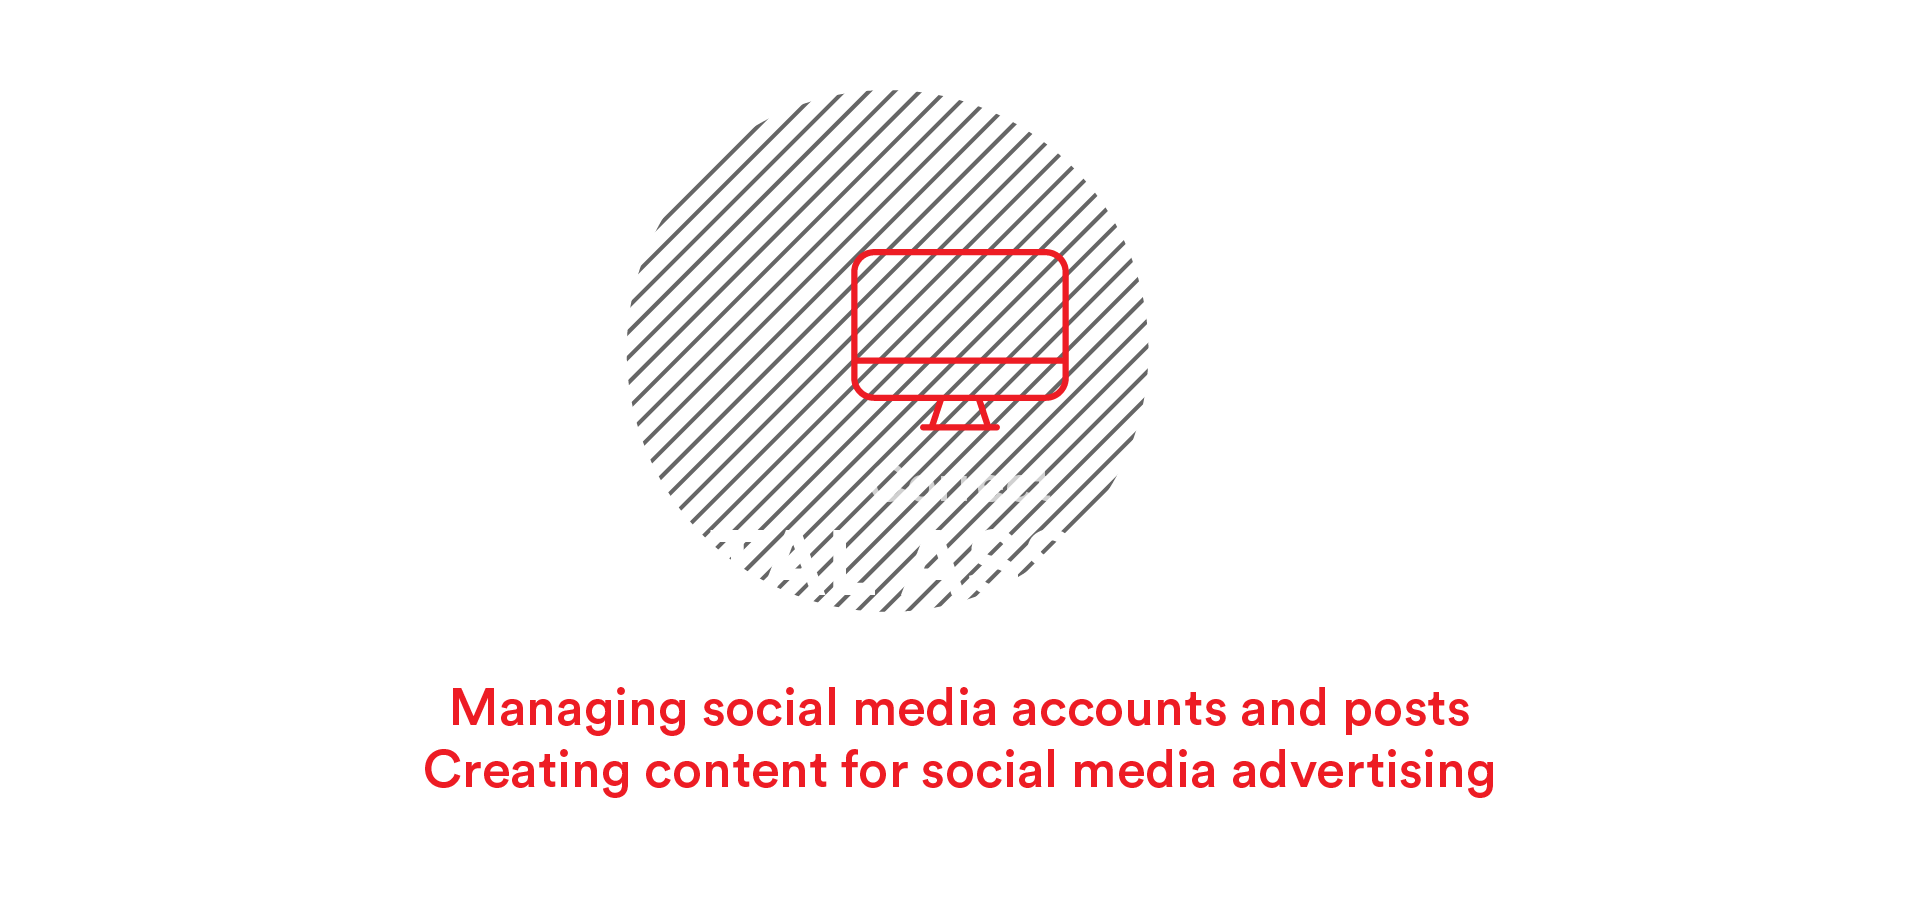 Managing social media accounts and posts
Creating content for social media advertising